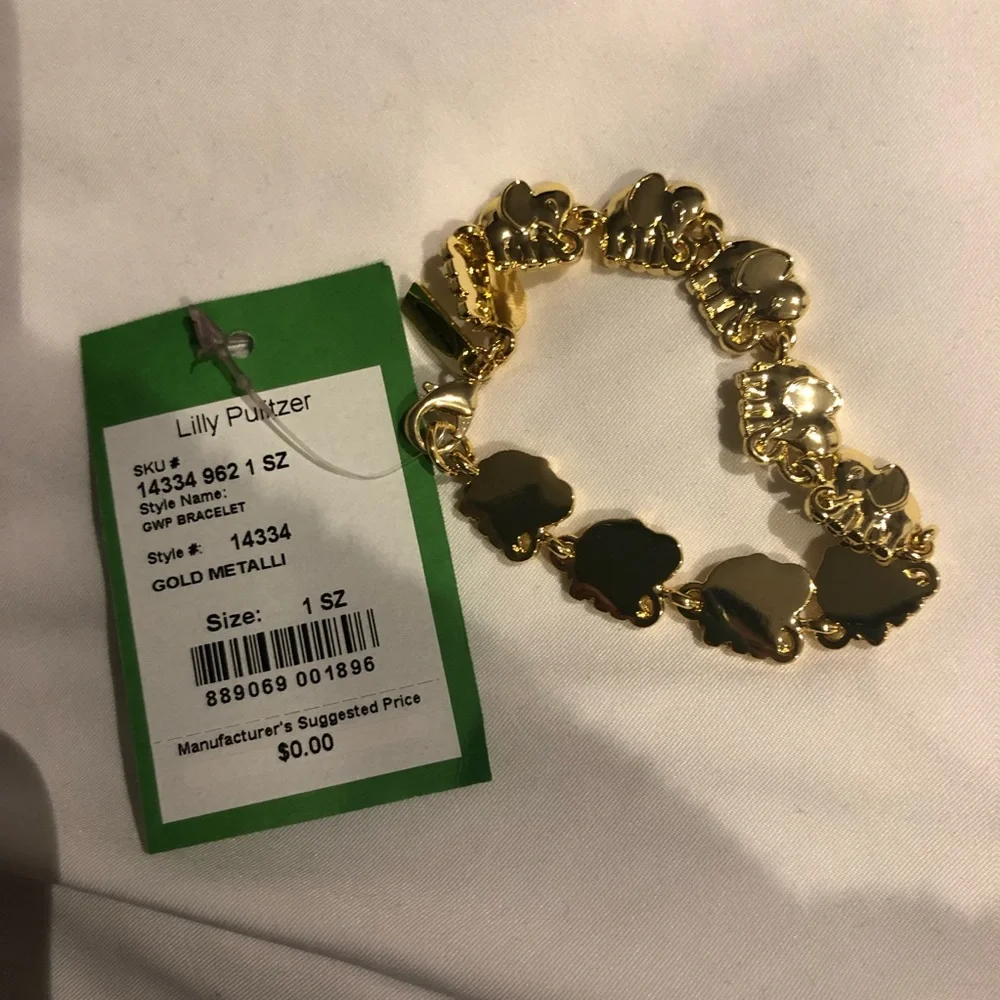 Lilly Pulitzer
SKU #
14334 962 1 SZ
Style Name:
GWP BRACELET
Style #: 14334
GOLD METALLI
Size: 1 SZ
889069 001896
Manufacturer's Suggested Price
$0.00